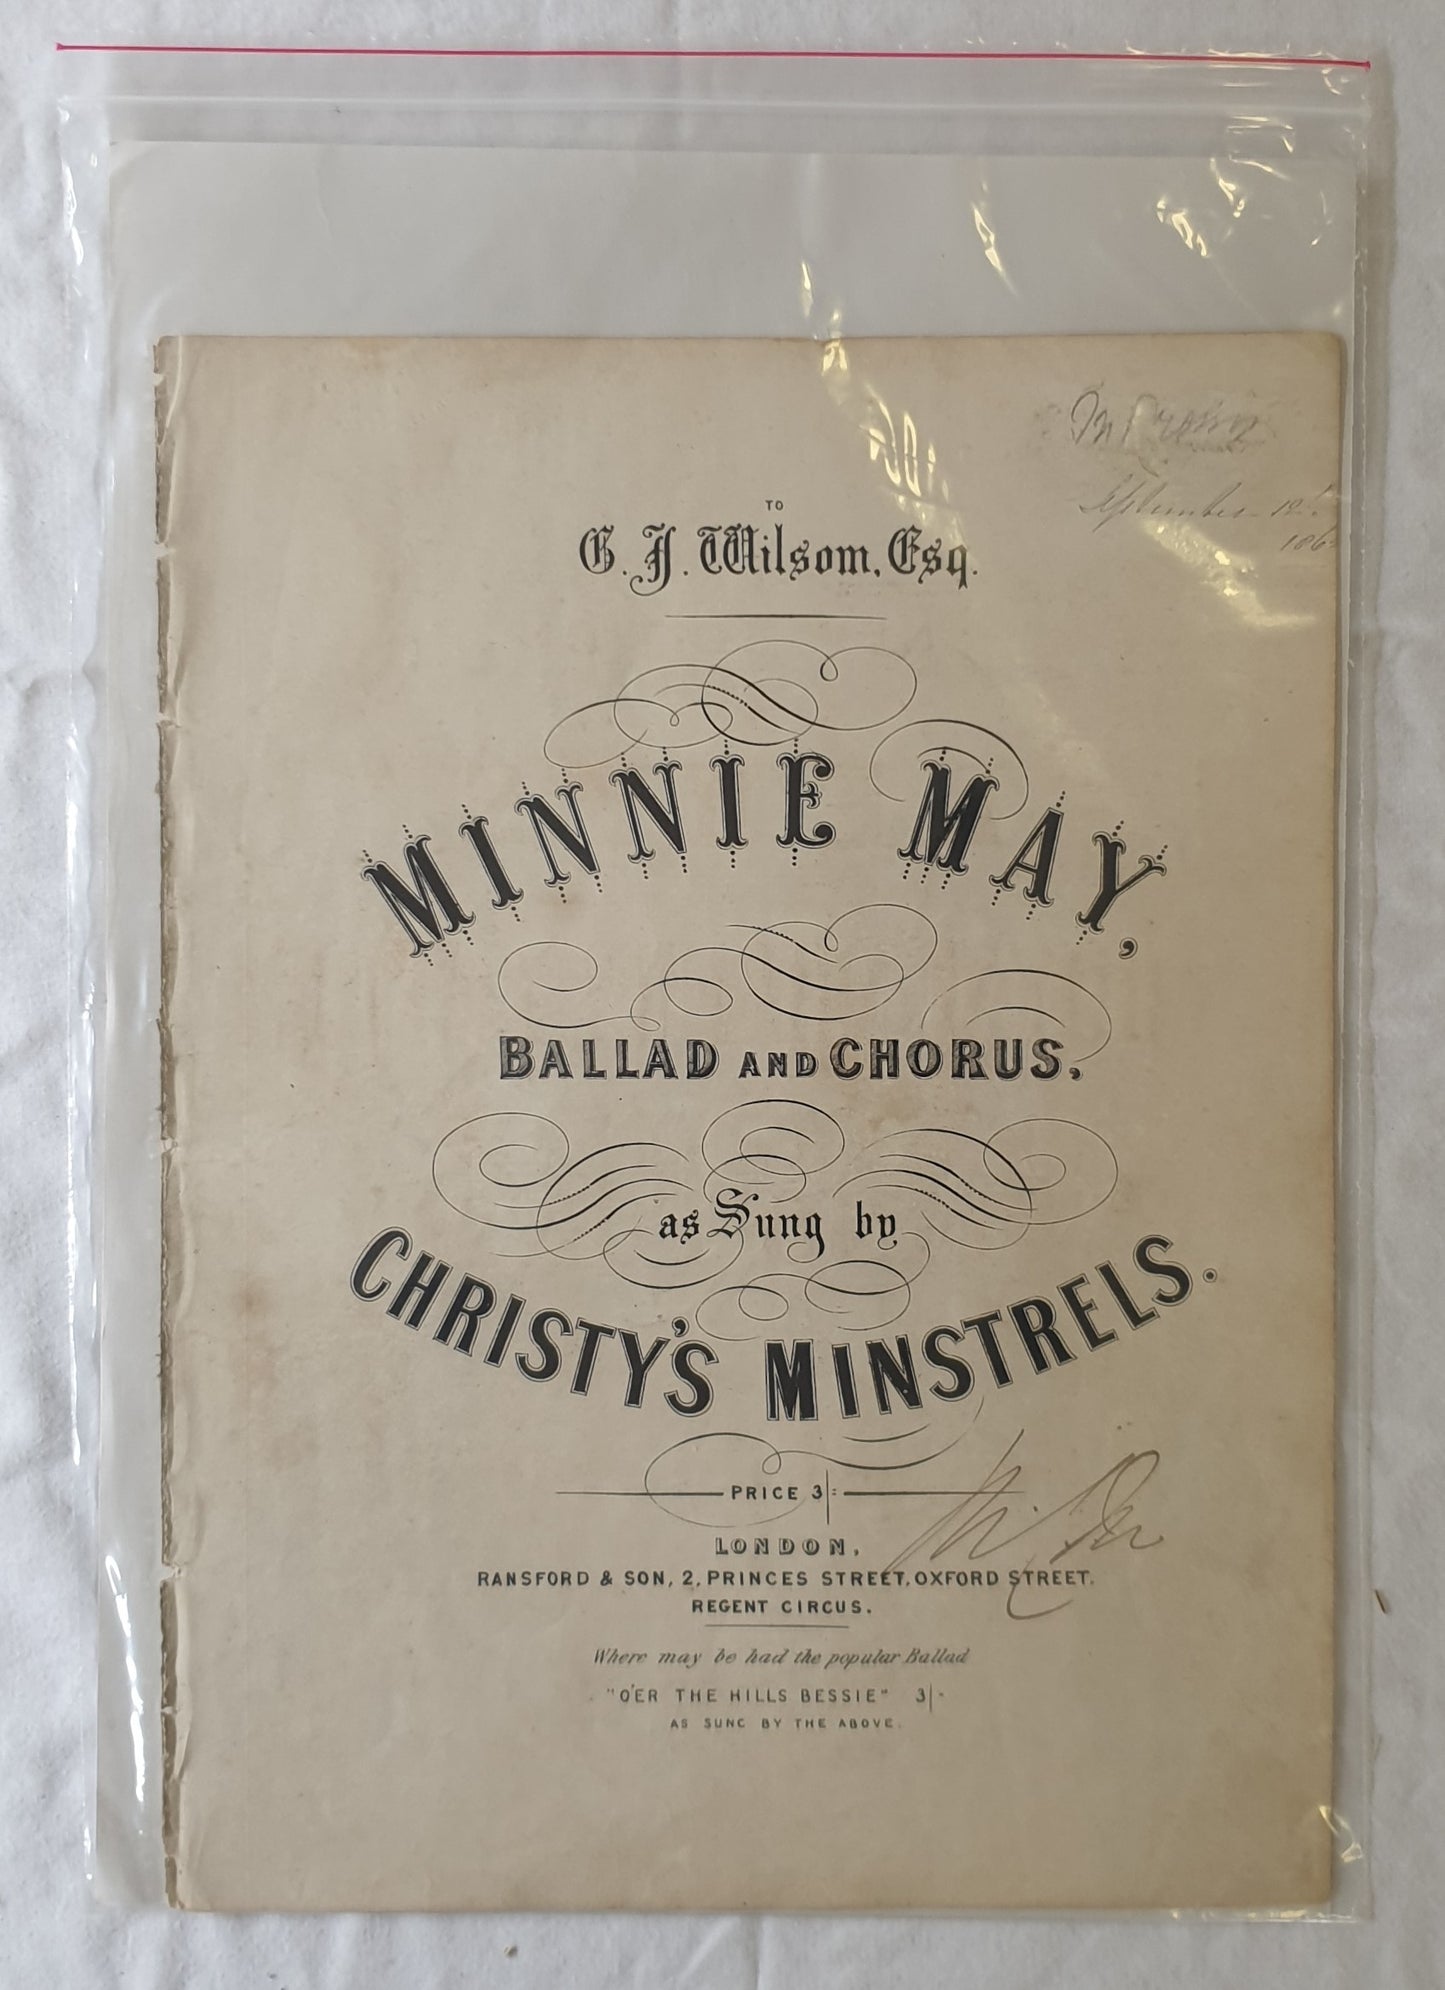 September 12th
TO
G. J. Wilsom, Esq.
MINNIE MAY,
BALLAD AND CHORUS,
as Sung by
CHRISTY'S MINSTRELS.
PRICE 3/=
LONDON,
RANSFORD & SON, 2, PRINCES STREET, OXFORD STREET.
REGENT CIRCUS.
Where may be had the popular Ballad
"O'ER THE HILLS BESSIE" 3/-
AS SUNG BY THE ABOVE.